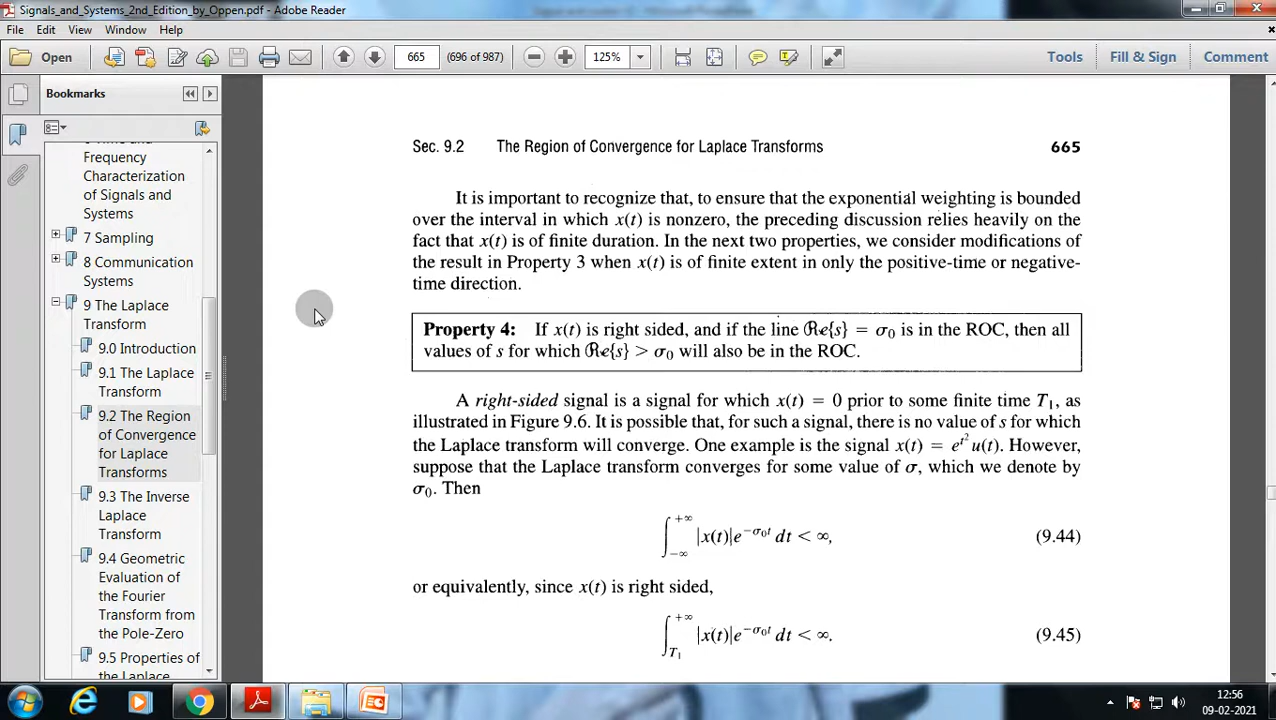 Signals_and_Systems_2nd_Edition_by_Oppen.pdf - Adobe Reader
File Edit View Window Help
Open 665 (696 of 987) 125% Tools Fill & Sign Comment
Bookmarks
Frequency
Characterization
of Signals and
Systems
7 Sampling
8 Communication
Systems
9 The Laplace
Transform
9.0 Introduction
9.1 The Laplace
Transform
9.2 The Region
of Convergence
for Laplace
Transforms
9.3 The Inverse
Laplace
Transform
9.4 Geometric
Evaluation of the
Fourier
Transform from
the Pole-Zero
9.5 Properties of
the Laplace
Sec. 9.2 The Region of Convergence for Laplace Transforms 665
It is important to recognize that, to ensure that the exponential weighting is bounded
over the interval in which x(t) is nonzero, the preceding discussion relies heavily on the
fact that x(t) is of finite duration. In the next two properties, we consider modifications of
the result in Property 3 when x(t) is of finite extent in only the positive-time or negative-
time direction.
Property 4: If x(t) is right sided, and if the line ℛℯ{s} = σ₀ is in the ROC, then all
values of s for which ℛℯ{s} > σ₀ will also be in the ROC.
A right-sided signal is a signal for which x(t) = 0 prior to some finite time T₁, as
illustrated in Figure 9.6. It is possible that, for such a signal, there is no value of s for which
the Laplace transform will converge. One example is the signal x(t) = e^{t²}u(t). However,
suppose that the Laplace transform converges for some value of σ, which we denote by
σ₀. Then
∫_{-∞}^{+∞} |x(t)|e^{-σ₀t} dt < ∞, (9.44)
or equivalently, since x(t) is right sided,
∫_{T₁}^{+∞} |x(t)|e^{-σ₀t} dt < ∞. (9.45)
12:56
09-02-2021